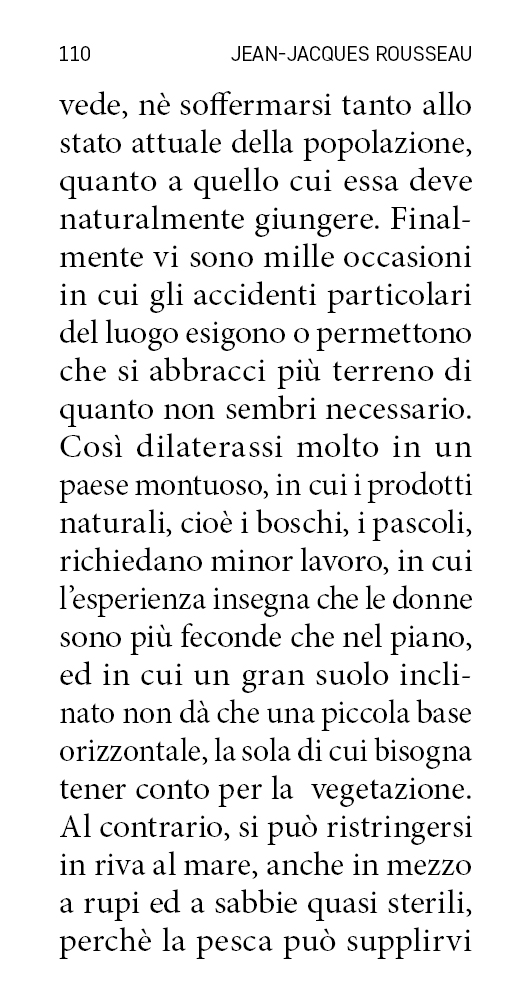 110 JEAN-JACQUES ROUSSEAU
vede, nè soffermarsi tanto allo
stato attuale della popolazione,
quanto a quello cui essa deve
naturalmente giungere. Final-
mente vi sono mille occasioni
in cui gli accidenti particolari
del luogo esigono o permettono
che si abbracci più terreno di
quanto non sembri necessario.
Così dilaterassi molto in un
paese montuoso, in cui i prodotti
naturali, cioè i boschi, i pascoli,
richiedano minor lavoro, in cui
l’esperienza insegna che le donne
sono più feconde che nel piano,
ed in cui un gran suolo incli-
nato non dà che una piccola base
orizzontale, la sola di cui bisogna
tener conto per la  vegetazione.
Al contrario, si può ristringersi
in riva al mare, anche in mezzo
a rupi ed a sabbie quasi sterili,
perchè la pesca può supplirvi